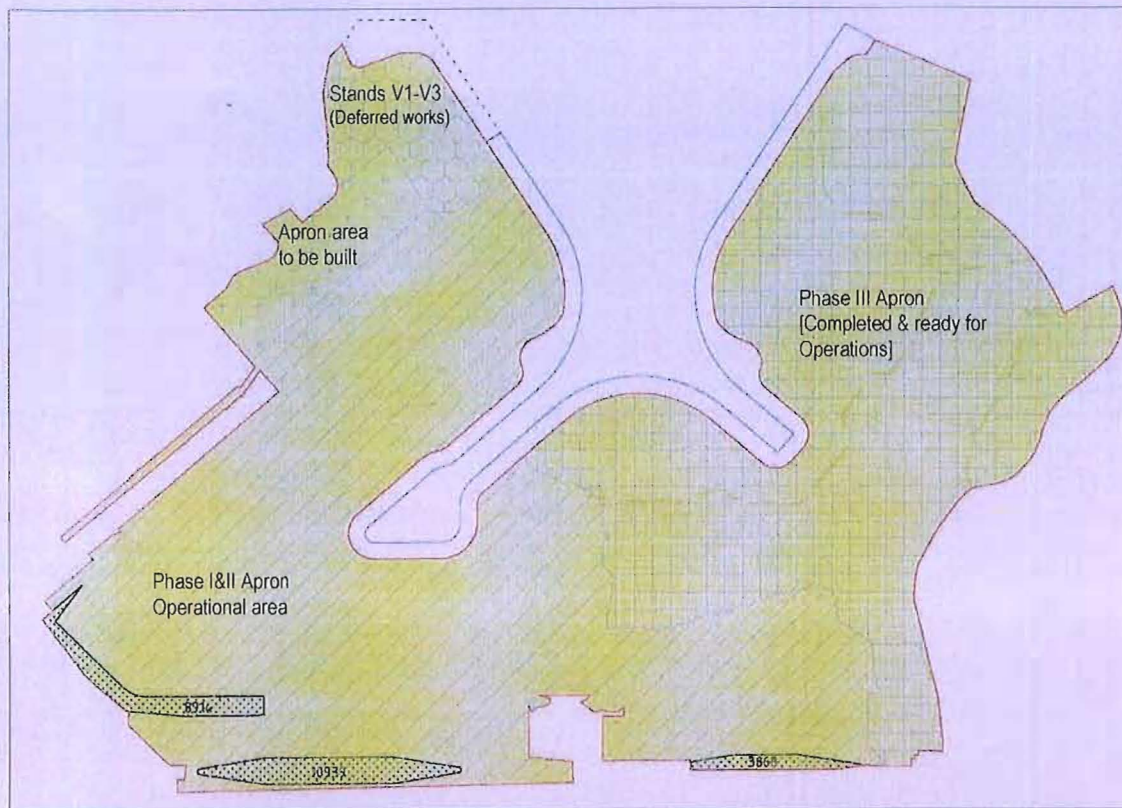 Stands V1-V3
(Deferred works)
Apron area
to be built
Phase III Apron
[Completed & ready for
Operations]
Phase I&II Apron
Operational area